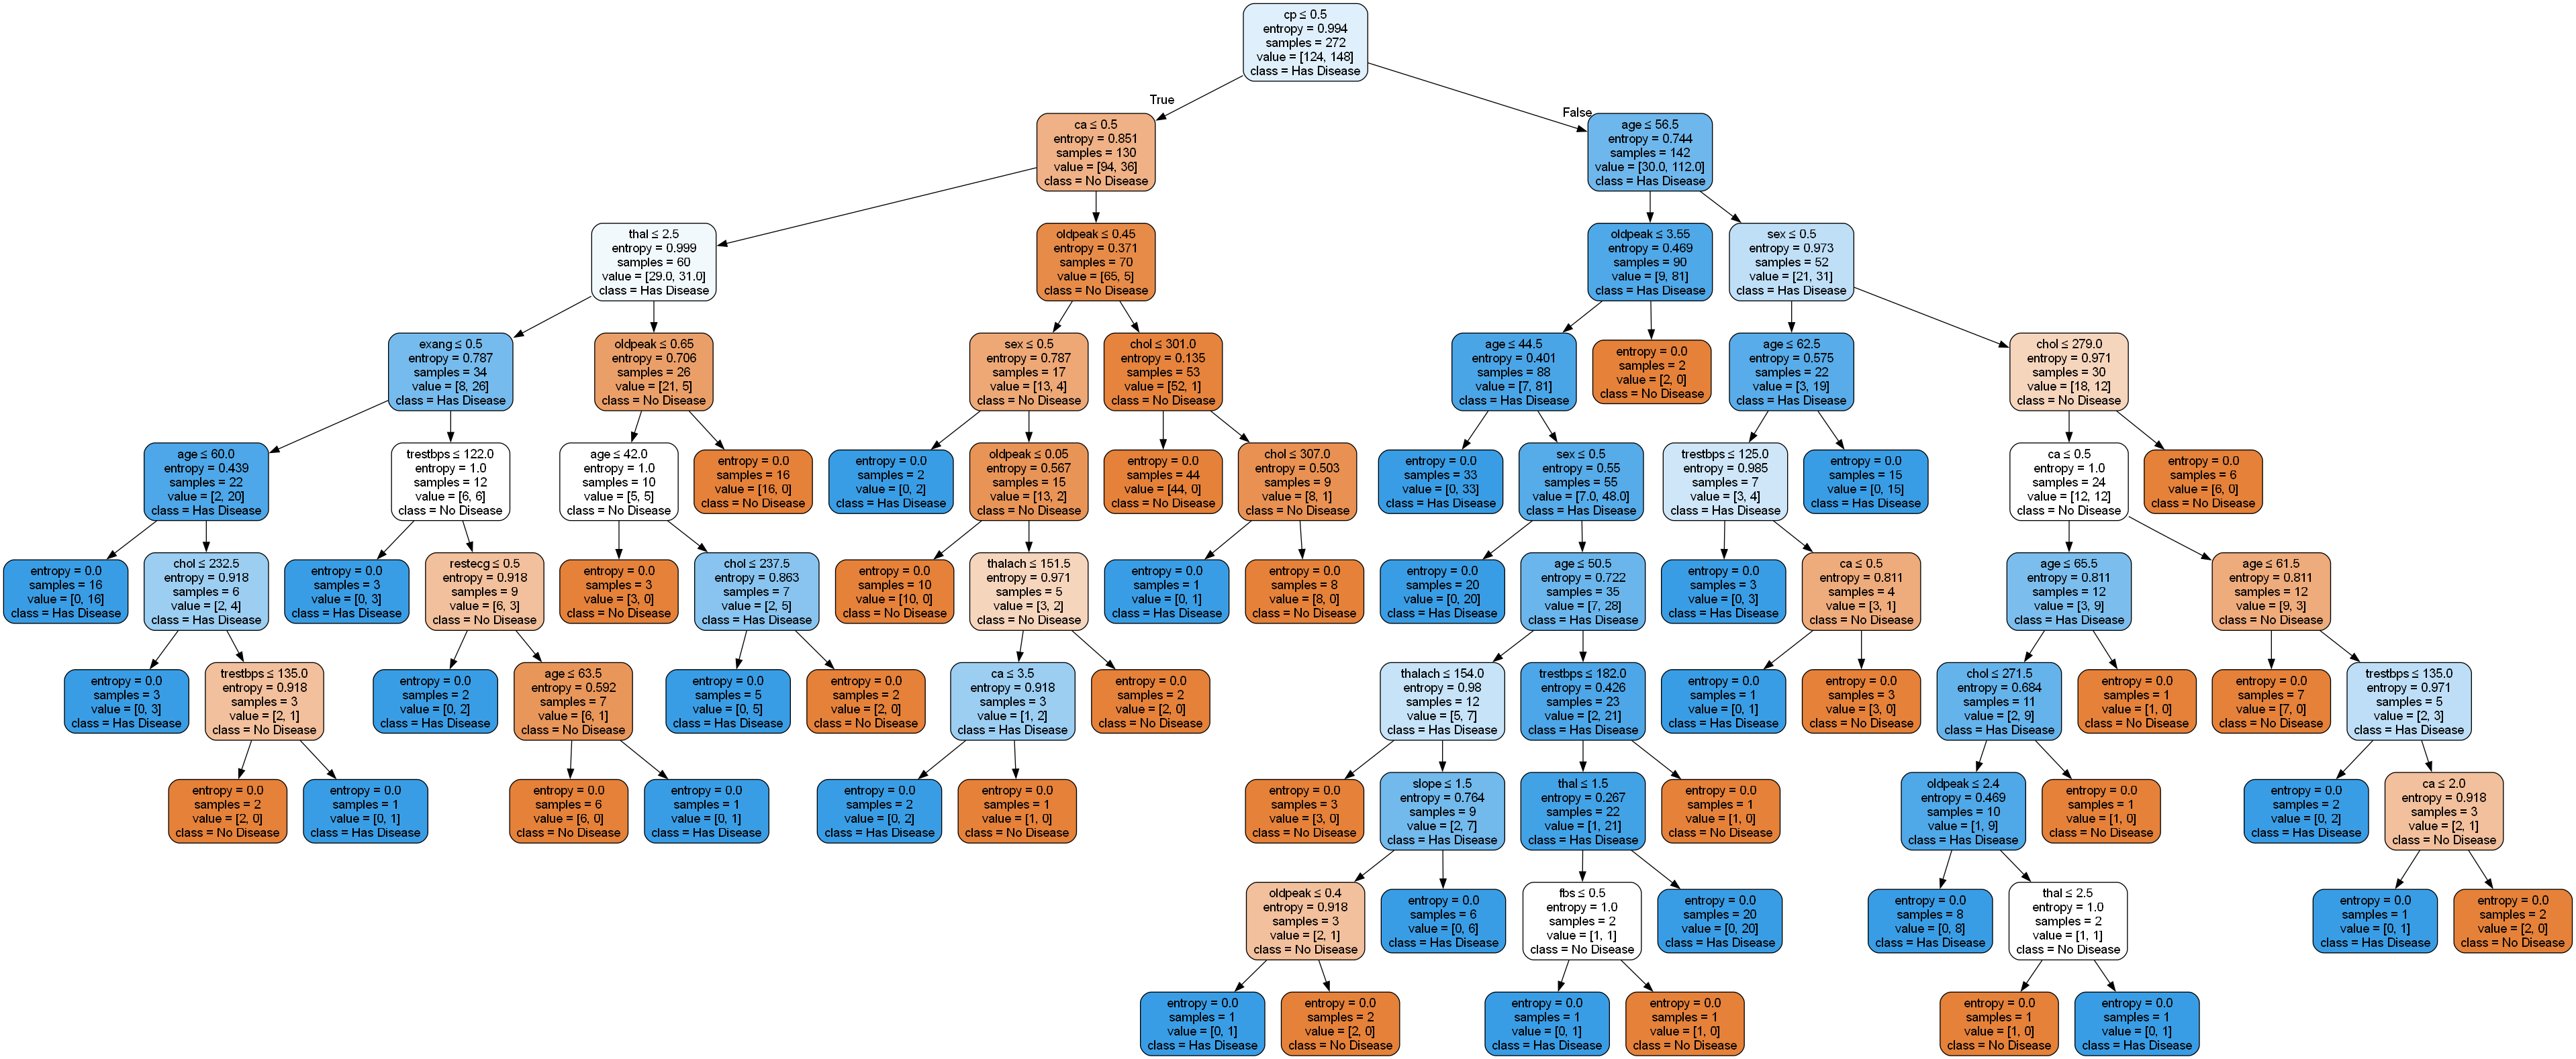 cp ≤ 0.5
entropy = 0.994
samples = 272
value = [124, 148]
class = Has Disease
True
False
ca ≤ 0.5
entropy = 0.851
samples = 130
value = [94, 36]
class = No Disease
age ≤ 56.5
entropy = 0.744
samples = 142
value = [30.0, 112.0]
class = Has Disease
thal ≤ 2.5
entropy = 0.999
samples = 60
value = [29.0, 31.0]
class = Has Disease
oldpeak ≤ 0.45
entropy = 0.371
samples = 70
value = [65, 5]
class = No Disease
oldpeak ≤ 3.55
entropy = 0.469
samples = 90
value = [9, 81]
class = Has Disease
sex ≤ 0.5
entropy = 0.973
samples = 52
value = [21, 31]
class = Has Disease
exang ≤ 0.5
entropy = 0.787
samples = 34
value = [8, 26]
class = Has Disease
oldpeak ≤ 0.65
entropy = 0.706
samples = 26
value = [21, 5]
class = No Disease
sex ≤ 0.5
entropy = 0.787
samples = 17
value = [13, 4]
class = No Disease
chol ≤ 301.0
entropy = 0.135
samples = 53
value = [52, 1]
class = No Disease
age ≤ 44.5
entropy = 0.401
samples = 88
value = [7, 81]
class = Has Disease
entropy = 0.0
samples = 2
value = [2, 0]
class = No Disease
age ≤ 62.5
entropy = 0.575
samples = 22
value = [3, 19]
class = Has Disease
chol ≤ 279.0
entropy = 0.971
samples = 30
value = [18, 12]
class = No Disease
age ≤ 60.0
entropy = 0.439
samples = 22
value = [2, 20]
class = Has Disease
trestbps ≤ 122.0
entropy = 1.0
samples = 12
value = [6, 6]
class = No Disease
age ≤ 42.0
entropy = 1.0
samples = 10
value = [5, 5]
class = No Disease
entropy = 0.0
samples = 16
value = [16, 0]
class = No Disease
entropy = 0.0
samples = 2
value = [0, 2]
class = Has Disease
oldpeak ≤ 0.05
entropy = 0.567
samples = 15
value = [13, 2]
class = No Disease
entropy = 0.0
samples = 44
value = [44, 0]
class = No Disease
chol ≤ 307.0
entropy = 0.503
samples = 9
value = [8, 1]
class = No Disease
entropy = 0.0
samples = 33
value = [0, 33]
class = Has Disease
sex ≤ 0.5
entropy = 0.55
samples = 55
value = [7.0, 48.0]
class = Has Disease
trestbps ≤ 125.0
entropy = 0.985
samples = 7
value = [3, 4]
class = Has Disease
entropy = 0.0
samples = 15
value = [0, 15]
class = Has Disease
ca ≤ 0.5
entropy = 1.0
samples = 24
value = [12, 12]
class = No Disease
entropy = 0.0
samples = 6
value = [6, 0]
class = No Disease
entropy = 0.0
samples = 16
value = [0, 16]
class = Has Disease
chol ≤ 232.5
entropy = 0.918
samples = 6
value = [2, 4]
class = Has Disease
entropy = 0.0
samples = 3
value = [0, 3]
class = Has Disease
restecg ≤ 0.5
entropy = 0.918
samples = 9
value = [6, 3]
class = No Disease
entropy = 0.0
samples = 3
value = [3, 0]
class = No Disease
chol ≤ 237.5
entropy = 0.863
samples = 7
value = [2, 5]
class = Has Disease
entropy = 0.0
samples = 10
value = [10, 0]
class = No Disease
thalach ≤ 151.5
entropy = 0.971
samples = 5
value = [3, 2]
class = No Disease
entropy = 0.0
samples = 1
value = [0, 1]
class = Has Disease
entropy = 0.0
samples = 8
value = [8, 0]
class = No Disease
entropy = 0.0
samples = 20
value = [0, 20]
class = Has Disease
age ≤ 50.5
entropy = 0.722
samples = 35
value = [7, 28]
class = Has Disease
entropy = 0.0
samples = 3
value = [0, 3]
class = Has Disease
ca ≤ 0.5
entropy = 0.811
samples = 4
value = [3, 1]
class = No Disease
age ≤ 65.5
entropy = 0.811
samples = 12
value = [3, 9]
class = Has Disease
age ≤ 61.5
entropy = 0.811
samples = 12
value = [9, 3]
class = No Disease
entropy = 0.0
samples = 3
value = [0, 3]
class = Has Disease
trestbps ≤ 135.0
entropy = 0.918
samples = 3
value = [2, 1]
class = No Disease
entropy = 0.0
samples = 2
value = [0, 2]
class = Has Disease
age ≤ 63.5
entropy = 0.592
samples = 7
value = [6, 1]
class = No Disease
entropy = 0.0
samples = 5
value = [0, 5]
class = Has Disease
entropy = 0.0
samples = 2
value = [2, 0]
class = No Disease
ca ≤ 3.5
entropy = 0.918
samples = 3
value = [1, 2]
class = Has Disease
entropy = 0.0
samples = 2
value = [2, 0]
class = No Disease
thalach ≤ 154.0
entropy = 0.98
samples = 12
value = [5, 7]
class = Has Disease
trestbps ≤ 182.0
entropy = 0.426
samples = 23
value = [2, 21]
class = Has Disease
entropy = 0.0
samples = 1
value = [0, 1]
class = Has Disease
entropy = 0.0
samples = 3
value = [3, 0]
class = No Disease
chol ≤ 271.5
entropy = 0.684
samples = 11
value = [2, 9]
class = Has Disease
entropy = 0.0
samples = 1
value = [1, 0]
class = No Disease
entropy = 0.0
samples = 7
value = [7, 0]
class = No Disease
trestbps ≤ 135.0
entropy = 0.971
samples = 5
value = [2, 3]
class = Has Disease
entropy = 0.0
samples = 2
value = [2, 0]
class = No Disease
entropy = 0.0
samples = 1
value = [0, 1]
class = Has Disease
entropy = 0.0
samples = 6
value = [6, 0]
class = No Disease
entropy = 0.0
samples = 1
value = [0, 1]
class = Has Disease
entropy = 0.0
samples = 2
value = [0, 2]
class = Has Disease
entropy = 0.0
samples = 1
value = [1, 0]
class = No Disease
entropy = 0.0
samples = 3
value = [3, 0]
class = No Disease
slope ≤ 1.5
entropy = 0.764
samples = 9
value = [2, 7]
class = Has Disease
thal ≤ 1.5
entropy = 0.267
samples = 22
value = [1, 21]
class = Has Disease
entropy = 0.0
samples = 1
value = [1, 0]
class = No Disease
oldpeak ≤ 2.4
entropy = 0.469
samples = 10
value = [1, 9]
class = Has Disease
entropy = 0.0
samples = 1
value = [1, 0]
class = No Disease
entropy = 0.0
samples = 2
value = [0, 2]
class = Has Disease
ca ≤ 2.0
entropy = 0.918
samples = 3
value = [2, 1]
class = No Disease
oldpeak ≤ 0.4
entropy = 0.918
samples = 3
value = [2, 1]
class = No Disease
entropy = 0.0
samples = 6
value = [0, 6]
class = Has Disease
fbs ≤ 0.5
entropy = 1.0
samples = 2
value = [1, 1]
class = No Disease
entropy = 0.0
samples = 20
value = [0, 20]
class = Has Disease
entropy = 0.0
samples = 8
value = [0, 8]
class = Has Disease
thal ≤ 2.5
entropy = 1.0
samples = 2
value = [1, 1]
class = No Disease
entropy = 0.0
samples = 1
value = [0, 1]
class = Has Disease
entropy = 0.0
samples = 2
value = [2, 0]
class = No Disease
entropy = 0.0
samples = 1
value = [0, 1]
class = Has Disease
entropy = 0.0
samples = 2
value = [2, 0]
class = No Disease
entropy = 0.0
samples = 1
value = [0, 1]
class = Has Disease
entropy = 0.0
samples = 1
value = [1, 0]
class = No Disease
entropy = 0.0
samples = 1
value = [1, 0]
class = No Disease
entropy = 0.0
samples = 1
value = [0, 1]
class = Has Disease